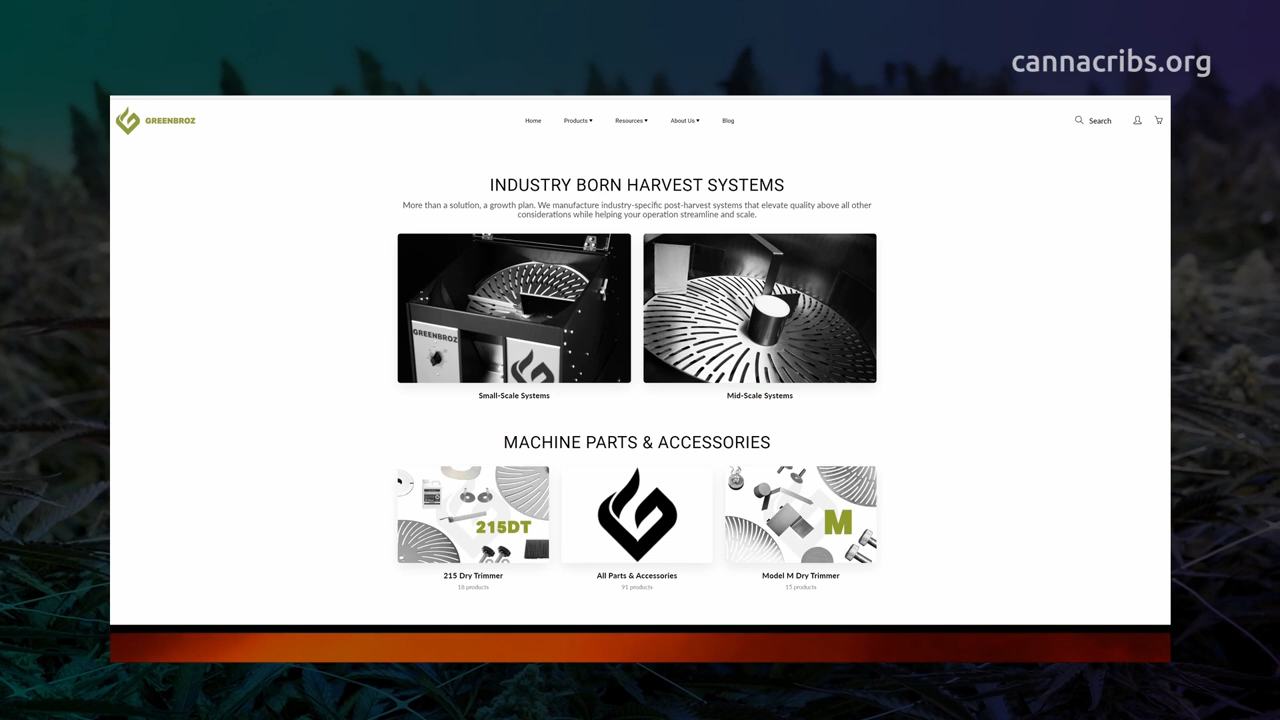 cannacribs.org
GREENBROZ
Home
Products
Resources
About Us
Blog
Search
INDUSTRY BORN HARVEST SYSTEMS
More than a solution, a growth plan. We manufacture industry-specific post-harvest systems that elevate quality above all other
considerations while helping your operation streamline and scale.
GREENBROZ
Small-Scale Systems
Mid-Scale Systems
MACHINE PARTS & ACCESSORIES
215DT
M
215 Dry Trimmer
All Parts & Accessories
Model M Dry Trimmer
18 products
91 products
15 products